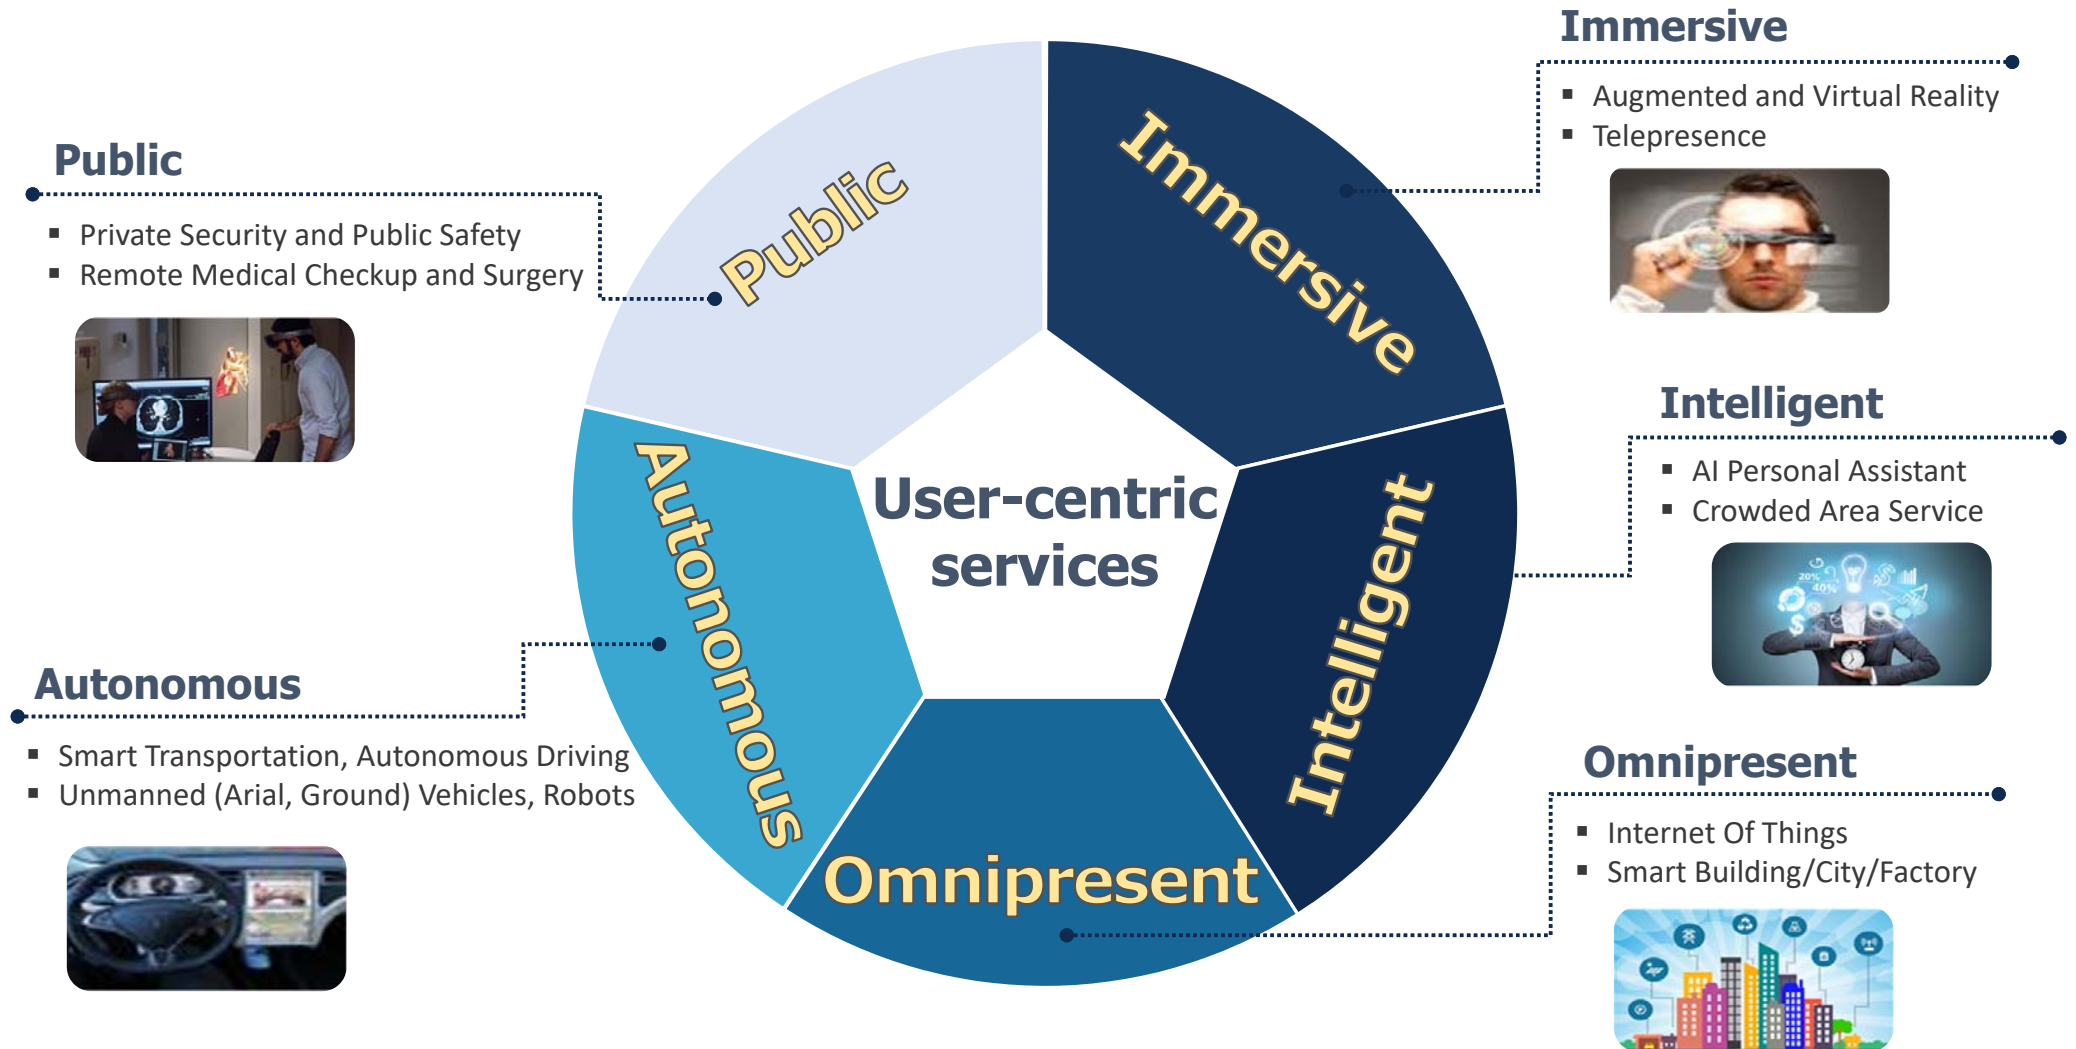 Immersive
▪ Augmented and Virtual Reality
▪ Telepresence
Public
▪ Private Security and Public Safety
▪ Remote Medical Checkup and Surgery
Public
Immersive
Intelligent
▪ AI Personal Assistant
▪ Crowded Area Service
20%
40%
User-centric
services
Autonomous
Intelligent
Omnipresent
Autonomous
▪ Smart Transportation, Autonomous Driving
▪ Unmanned (Arial, Ground) Vehicles, Robots
Omnipresent
▪ Internet Of Things
▪ Smart Building/City/Factory